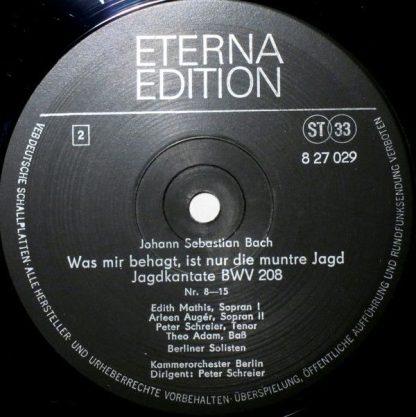 ETERNA
EDITION
2
ST 33
8 27 029
Johann Sebastian Bach
Was mir behagt, ist nur die muntre Jagd
Jagdkantate BWV 208
Nr. 8—15
Edith Mathis, Sopran I
Arleen Augér, Sopran II
Peter Schreier, Tenor
Theo Adam, Baß
Berliner Solisten
Kammerorchester Berlin
Dirigent: Peter Schreier
VEB DEUTSCHE SCHALLPLATTEN · ALLE HERSTELLER- UND URHEBERRECHTE VORBEHALTEN · ÜBERSPIELUNG, ÖFFENTLICHE AUFFÜHRUNG UND RUNDFUNKSENDUNG VERBOTEN